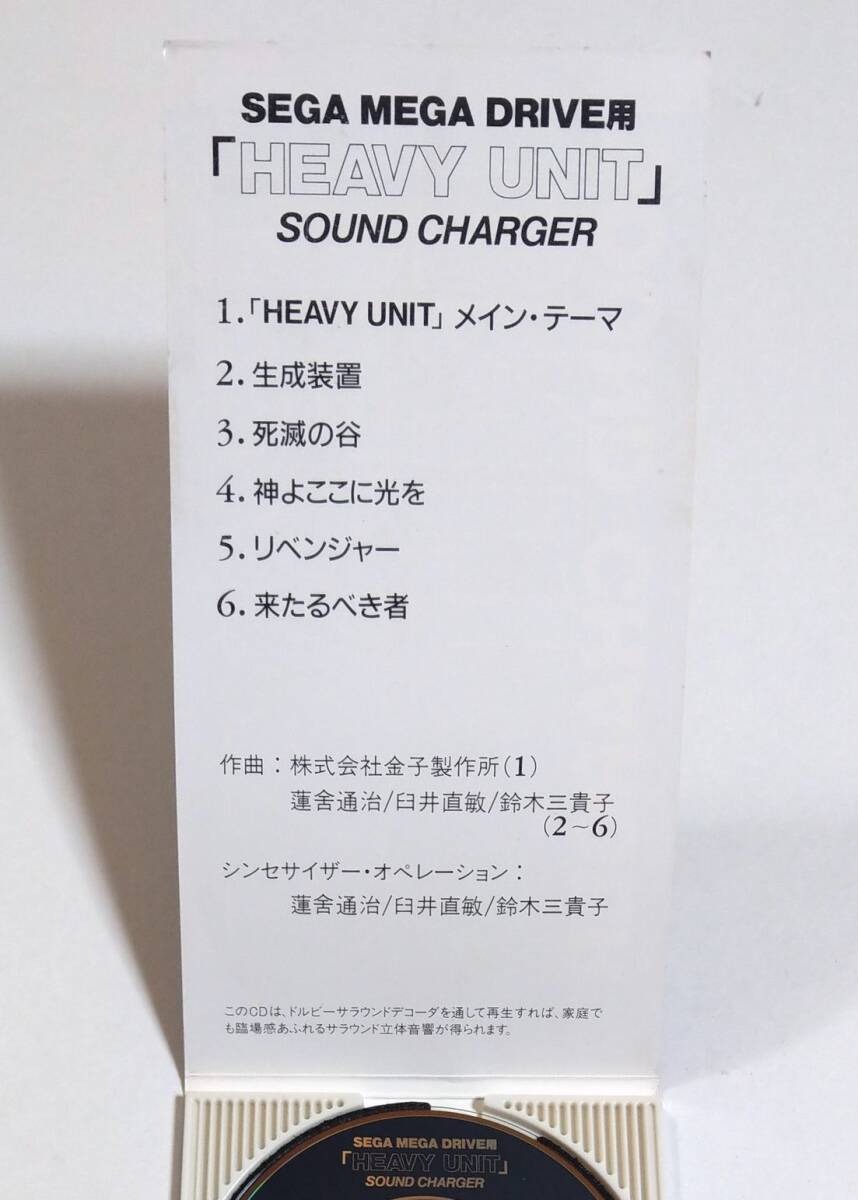 SEGA MEGA DRIVE用
「HEAVY UNIT」
SOUND CHARGER
1.「HEAVY UNIT」メイン・テーマ
2. 生成装置
3. 死滅の谷
4. 神よここに光を
5. リベンジャー
6. 来たるべき者
作曲：株式会社金子製作所(1)
蓮舎通治/臼井直敏/鈴木三貴子
(2〜6)
シンセサイザー・オペレーション：
蓮舎通治/臼井直敏/鈴木三貴子
このCDは、ドルビーサラウンドデコーダを通して再生すれば、家庭で
も臨場感あふれるサラウンド立体音響が得られます。
SEGA MEGA DRIVE用
「HEAVY UNIT」
SOUND CHARGER